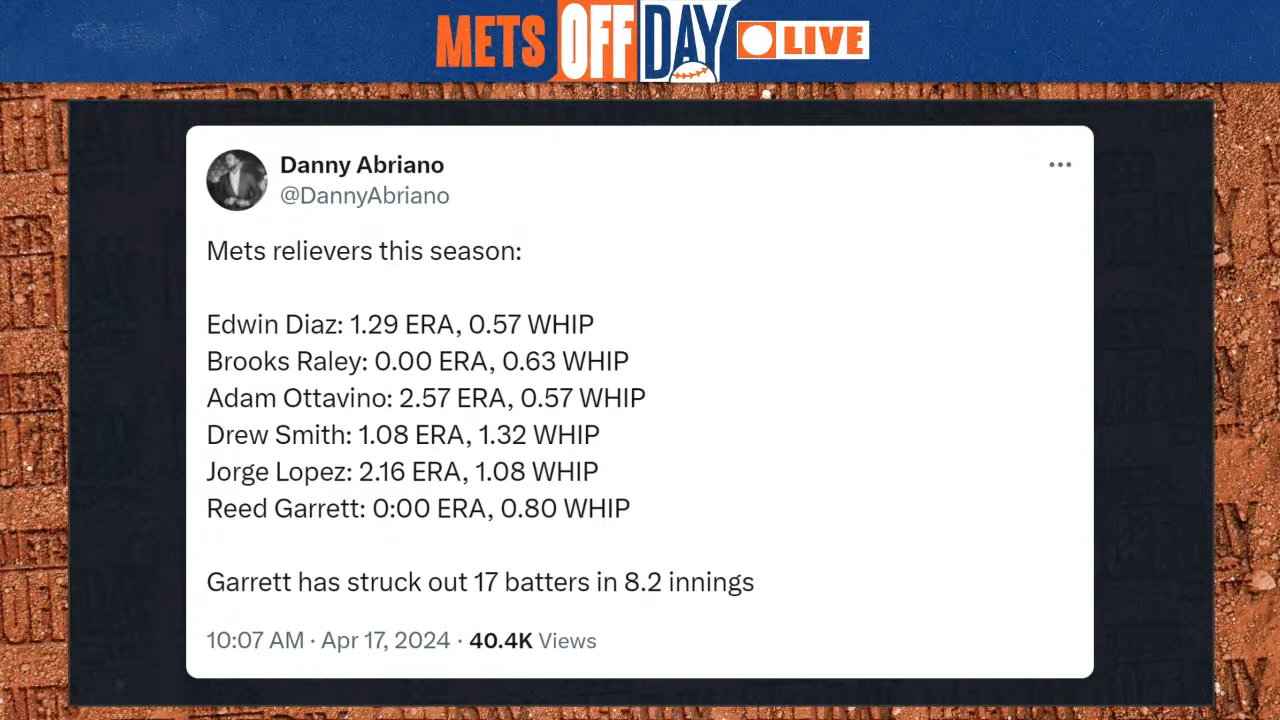 METS OFF DAY LIVE
Danny Abriano
@DannyAbriano
Mets relievers this season:
Edwin Diaz: 1.29 ERA, 0.57 WHIP
Brooks Raley: 0.00 ERA, 0.63 WHIP
Adam Ottavino: 2.57 ERA, 0.57 WHIP
Drew Smith: 1.08 ERA, 1.32 WHIP
Jorge Lopez: 2.16 ERA, 1.08 WHIP
Reed Garrett: 0:00 ERA, 0.80 WHIP
Garrett has struck out 17 batters in 8.2 innings
10:07 AM · Apr 17, 2024 · 40.4K Views